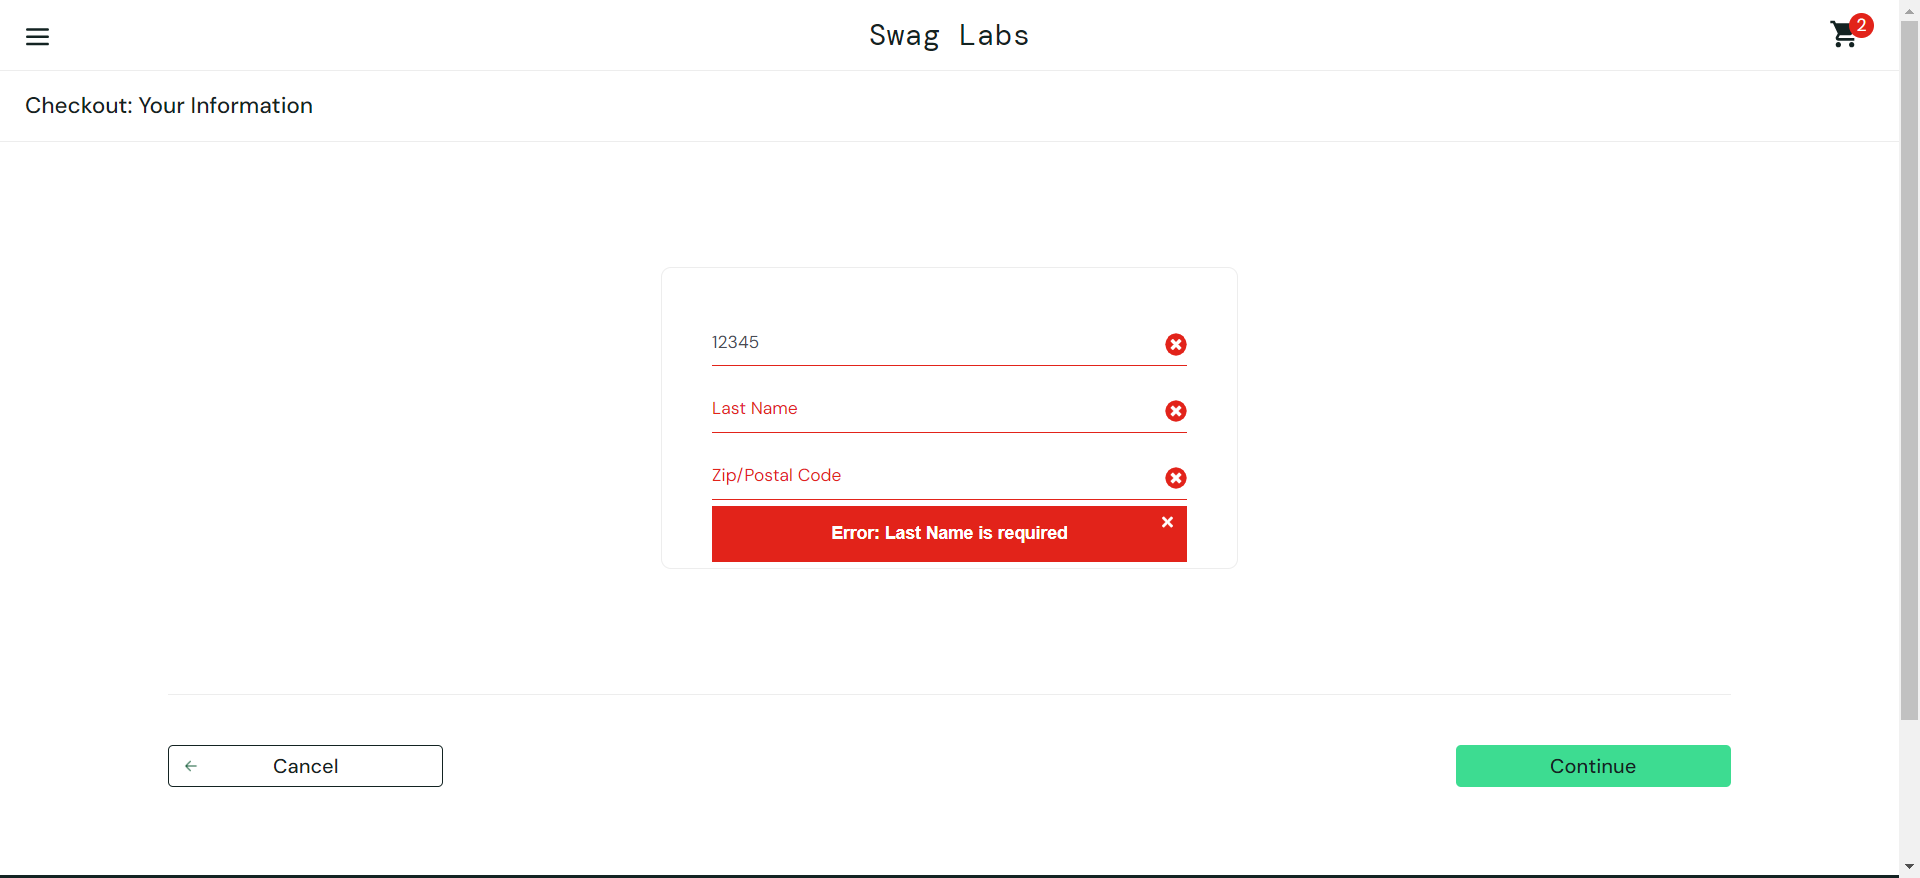 Swag Labs
2
Checkout: Your Information
12345
Last Name
Zip/Postal Code
Error: Last Name is required
Cancel
Continue